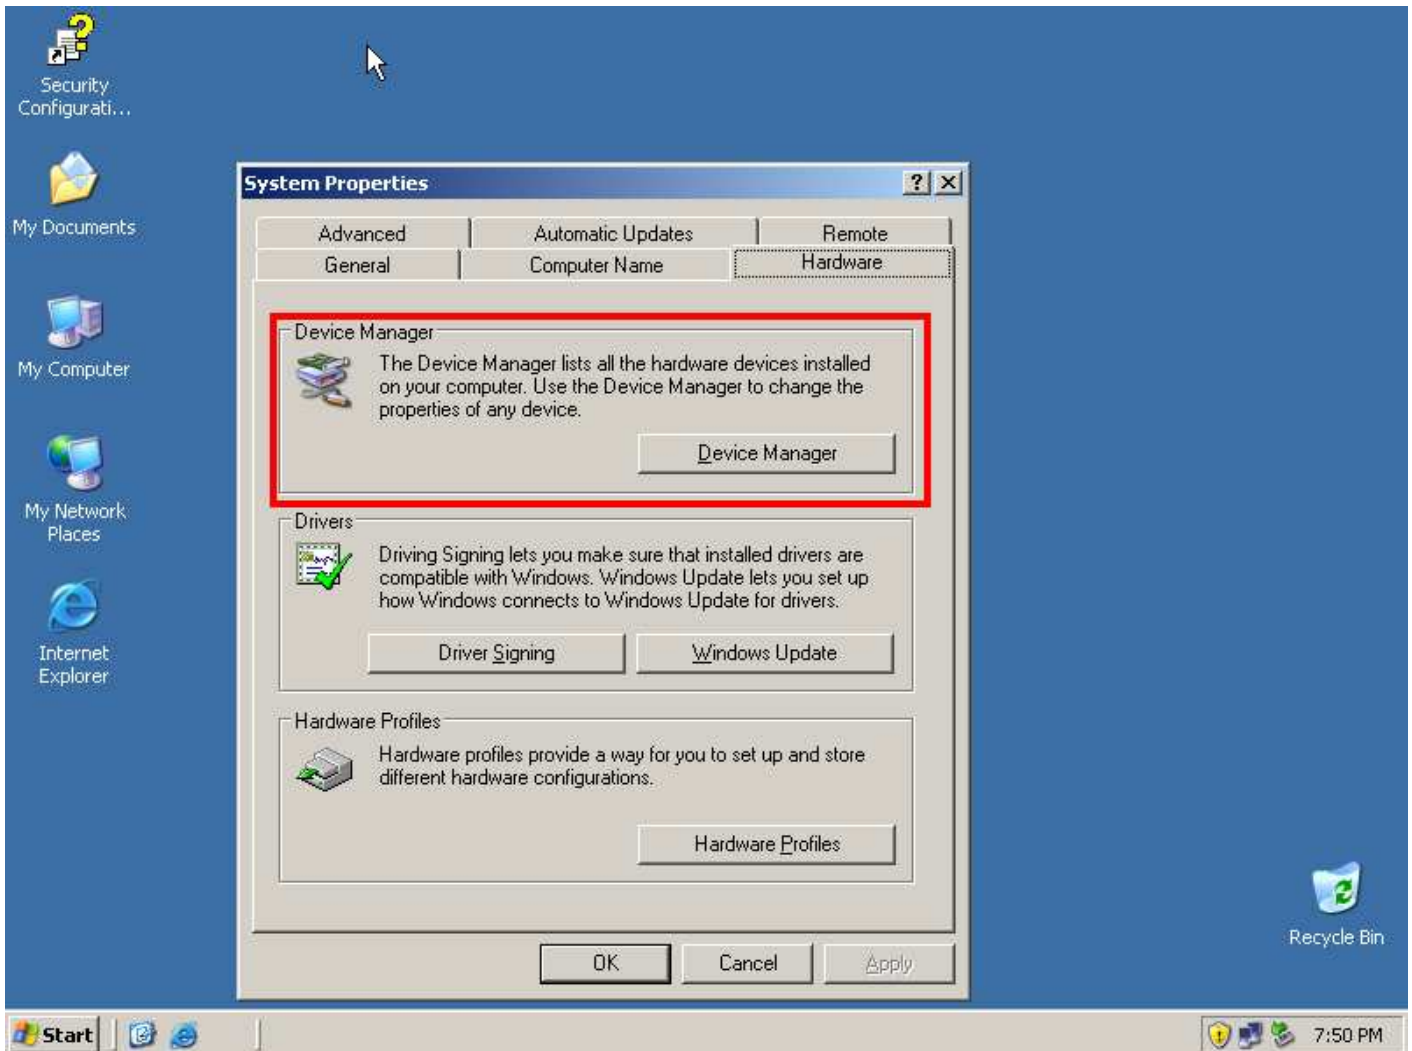 Security
Configurati...
My Documents
My Computer
My Network
Places
Internet
Explorer
System Properties
Advanced
Automatic Updates
Remote
General
Computer Name
Hardware
Device Manager
The Device Manager lists all the hardware devices installed
on your computer. Use the Device Manager to change the
properties of any device.
Device Manager
Drivers
Driving Signing lets you make sure that installed drivers are
compatible with Windows. Windows Update lets you set up
how Windows connects to Windows Update for drivers.
Driver Signing
Windows Update
Hardware Profiles
Hardware profiles provide a way for you to set up and store
different hardware configurations.
Hardware Profiles
OK
Cancel
Apply
Recycle Bin
Start
7:50 PM